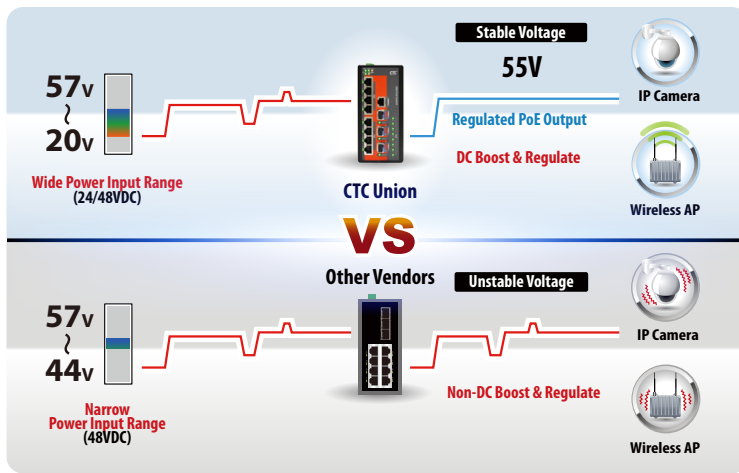 Stable Voltage
55V
57V
~
20V
IP Camera
Regulated PoE Output
DC Boost & Regulate
Wide Power Input Range
(24/48VDC)
CTC Union
Wireless AP
VS
Other Vendors
Unstable Voltage
57V
~
44V
IP Camera
Non-DC Boost & Regulate
Narrow
Power Input Range
(48VDC)
Wireless AP